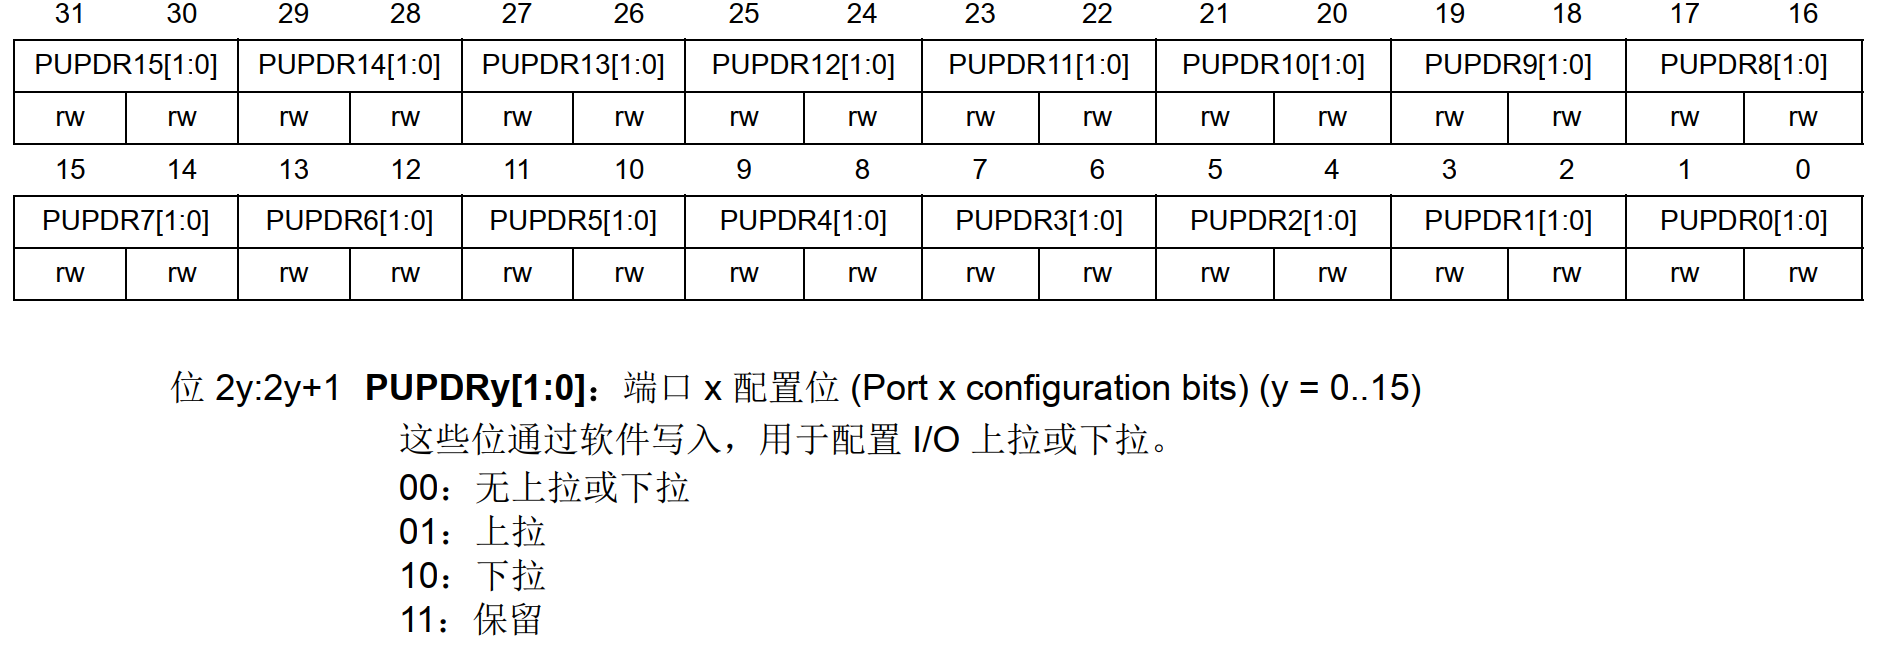 31 30 29 28 27 26 25 24 23 22 21 20 19 18 17 16
PUPDR15[1:0] PUPDR14[1:0] PUPDR13[1:0] PUPDR12[1:0] PUPDR11[1:0] PUPDR10[1:0] PUPDR9[1:0] PUPDR8[1:0]
rw rw rw rw rw rw rw rw rw rw rw rw rw rw rw rw
15 14 13 12 11 10 9 8 7 6 5 4 3 2 1 0
PUPDR7[1:0] PUPDR6[1:0] PUPDR5[1:0] PUPDR4[1:0] PUPDR3[1:0] PUPDR2[1:0] PUPDR1[1:0] PUPDR0[1:0]
rw rw rw rw rw rw rw rw rw rw rw rw rw rw rw rw
位 2y:2y+1 PUPDRy[1:0]：端口 x 配置位 (Port x configuration bits) (y = 0..15)
这些位通过软件写入，用于配置 I/O 上拉或下拉。
00：无上拉或下拉
01：上拉
10：下拉
11：保留